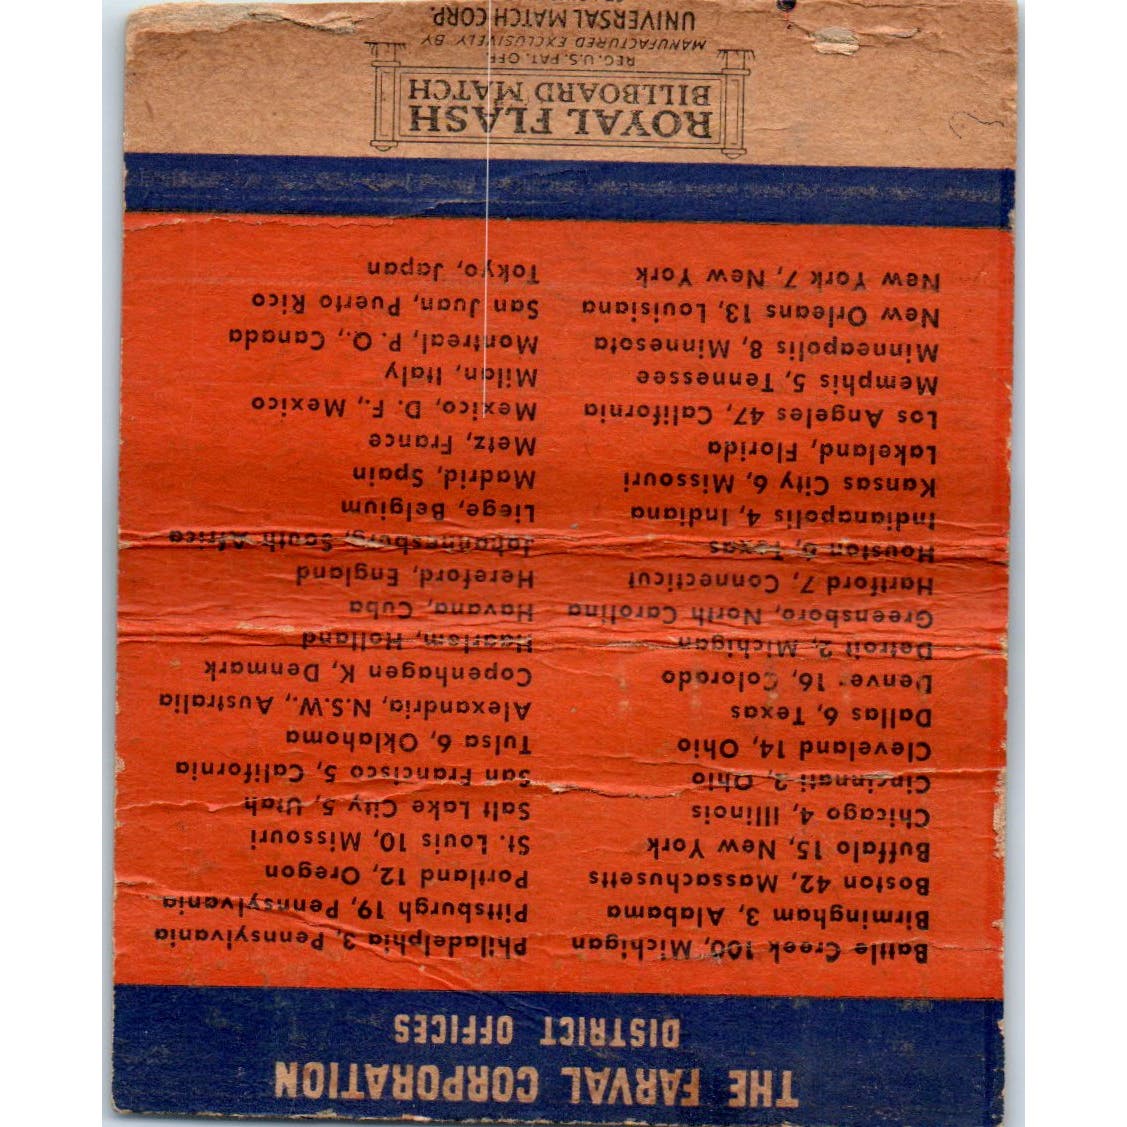 THE FARVAL CORPORATION
DISTRICT OFFICES
Battle Creek 100, Michigan
Birmingham 3, Alabama
Boston 42, Massachusetts
Buffalo 15, New York
Chicago 4, Illinois
Cincinnati 2, Ohio
Cleveland 14, Ohio
Dallas 6, Texas
Denver 16, Colorado
Detroit 2, Michigan
Greensboro, North Carolina
Hartford 7, Connecticut
Houston 6, Texas
Indianapolis 4, Indiana
Kansas City 6, Missouri
Lakeland, Florida
Los Angeles 47, California
Memphis 5, Tennessee
Minneapolis 8, Minnesota
New Orleans 13, Louisiana
New York 7, New York
Philadelphia 3, Pennsylvania
Pittsburgh 19, Pennsylvania
Portland 12, Oregon
St. Louis 10, Missouri
Salt Lake City 5, Utah
San Francisco 5, California
Tulsa 6, Oklahoma
Alexandria, N.S.W., Australia
Copenhagen K, Denmark
Haarlem, Holland
Havana, Cuba
Hereford, England
Johannesburg, South Africa
Liege, Belgium
Madrid, Spain
Metz, France
Mexico, D. F., Mexico
Milan, Italy
Montreal, P. Q., Canada
San Juan, Puerto Rico
Tokyo, Japan
ROYAL FLASH
BILLBOARD MATCH
REG. U.S. PAT. OFF.
MANUFACTURED EXCLUSIVELY BY
UNIVERSAL MATCH CORP.